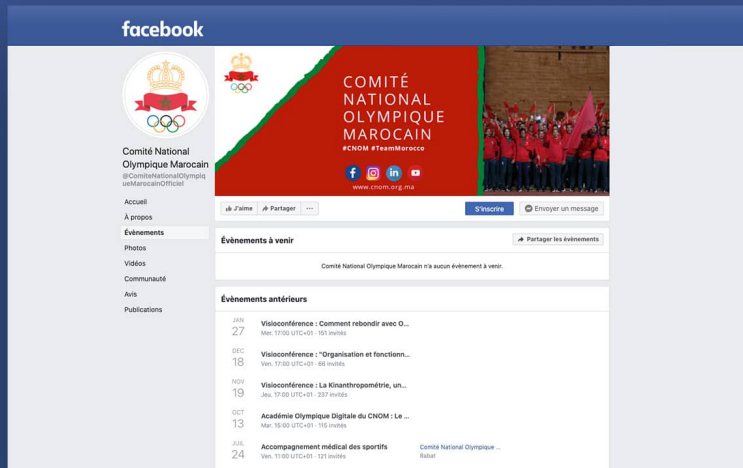 facebook
COMITÉ
NATIONAL
OLYMPIQUE
MAROCAIN
#CNOM #TeamMorocco
www.cnom.org.ma
Comité National
Olympique Marocain
@ComiteNationalOlympiq
ueMarocainOfficiel
Accueil
À propos
Évènements
Photos
Vidéos
Communauté
Avis
Publications
J'aime Partager ··· S'inscrire Envoyer un message
Évènements à venir Partager les évènements
Comité National Olympique Marocain n'a aucun évènement à venir.
Évènements antérieurs
JAN
27
Visioconférence : Comment rebondir avec O...
Mer. 17:00 UTC+01 · 151 invités
DEC
18
Visioconférence : "Organisation et fonctionn...
Ven. 17:00 UTC+01 · 66 invités
NOV
19
Visioconférence : La Kinanthropométrie, un...
Jeu. 17:00 UTC+01 · 237 invités
OCT
13
Académie Olympique Digitale du CNOM : Le ...
Mar. 15:00 UTC+01 · 115 invités
JUIL
24
Accompagnement médical des sportifs
Ven. 11:00 UTC+01 · 121 invités
Comité National Olympique ...
Rabat